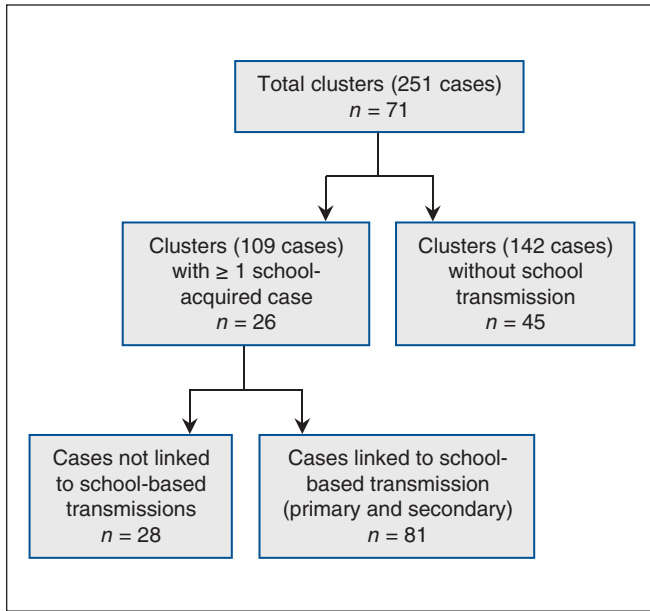 Total clusters (251 cases)
n = 71
Clusters (109 cases)
with ≥ 1 school-
acquired case
n = 26
Clusters (142 cases)
without school
transmission
n = 45
Cases not linked
to school-based
transmissions
n = 28
Cases linked to school-
based transmission
(primary and secondary)
n = 81